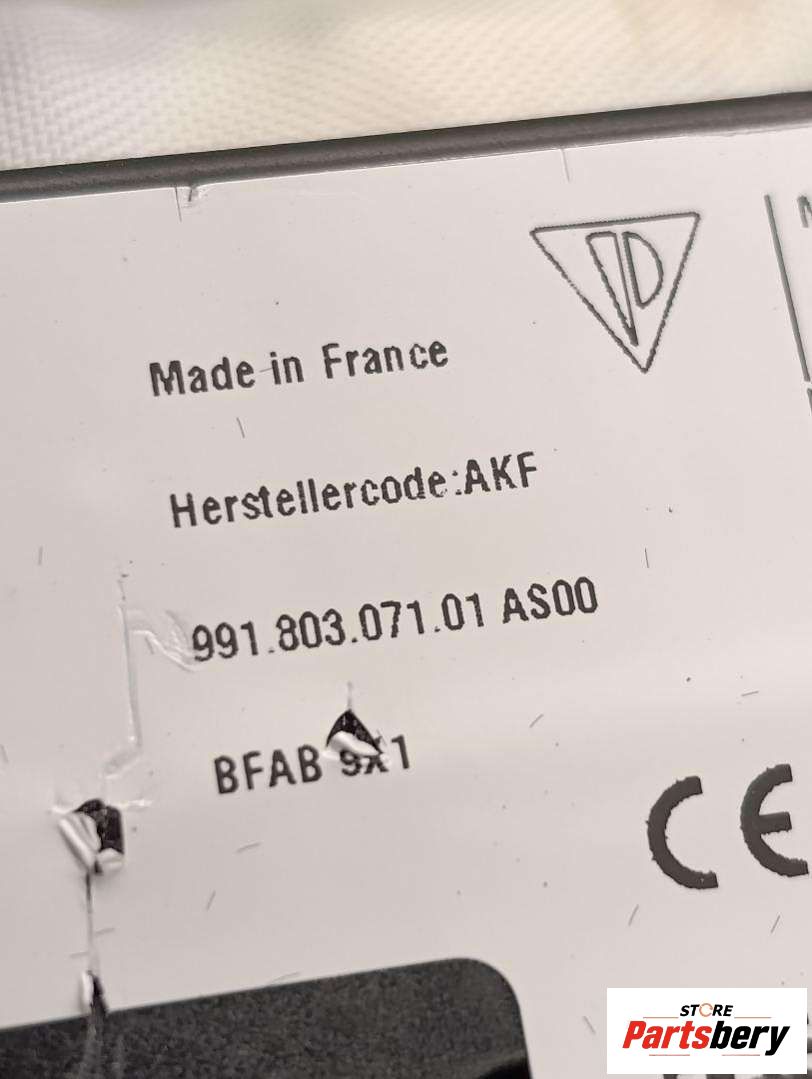 Made in France
Herstellercode:AKF
991.803.071.01 AS00
BFAB 9X1
CE
STORE
Partsbery